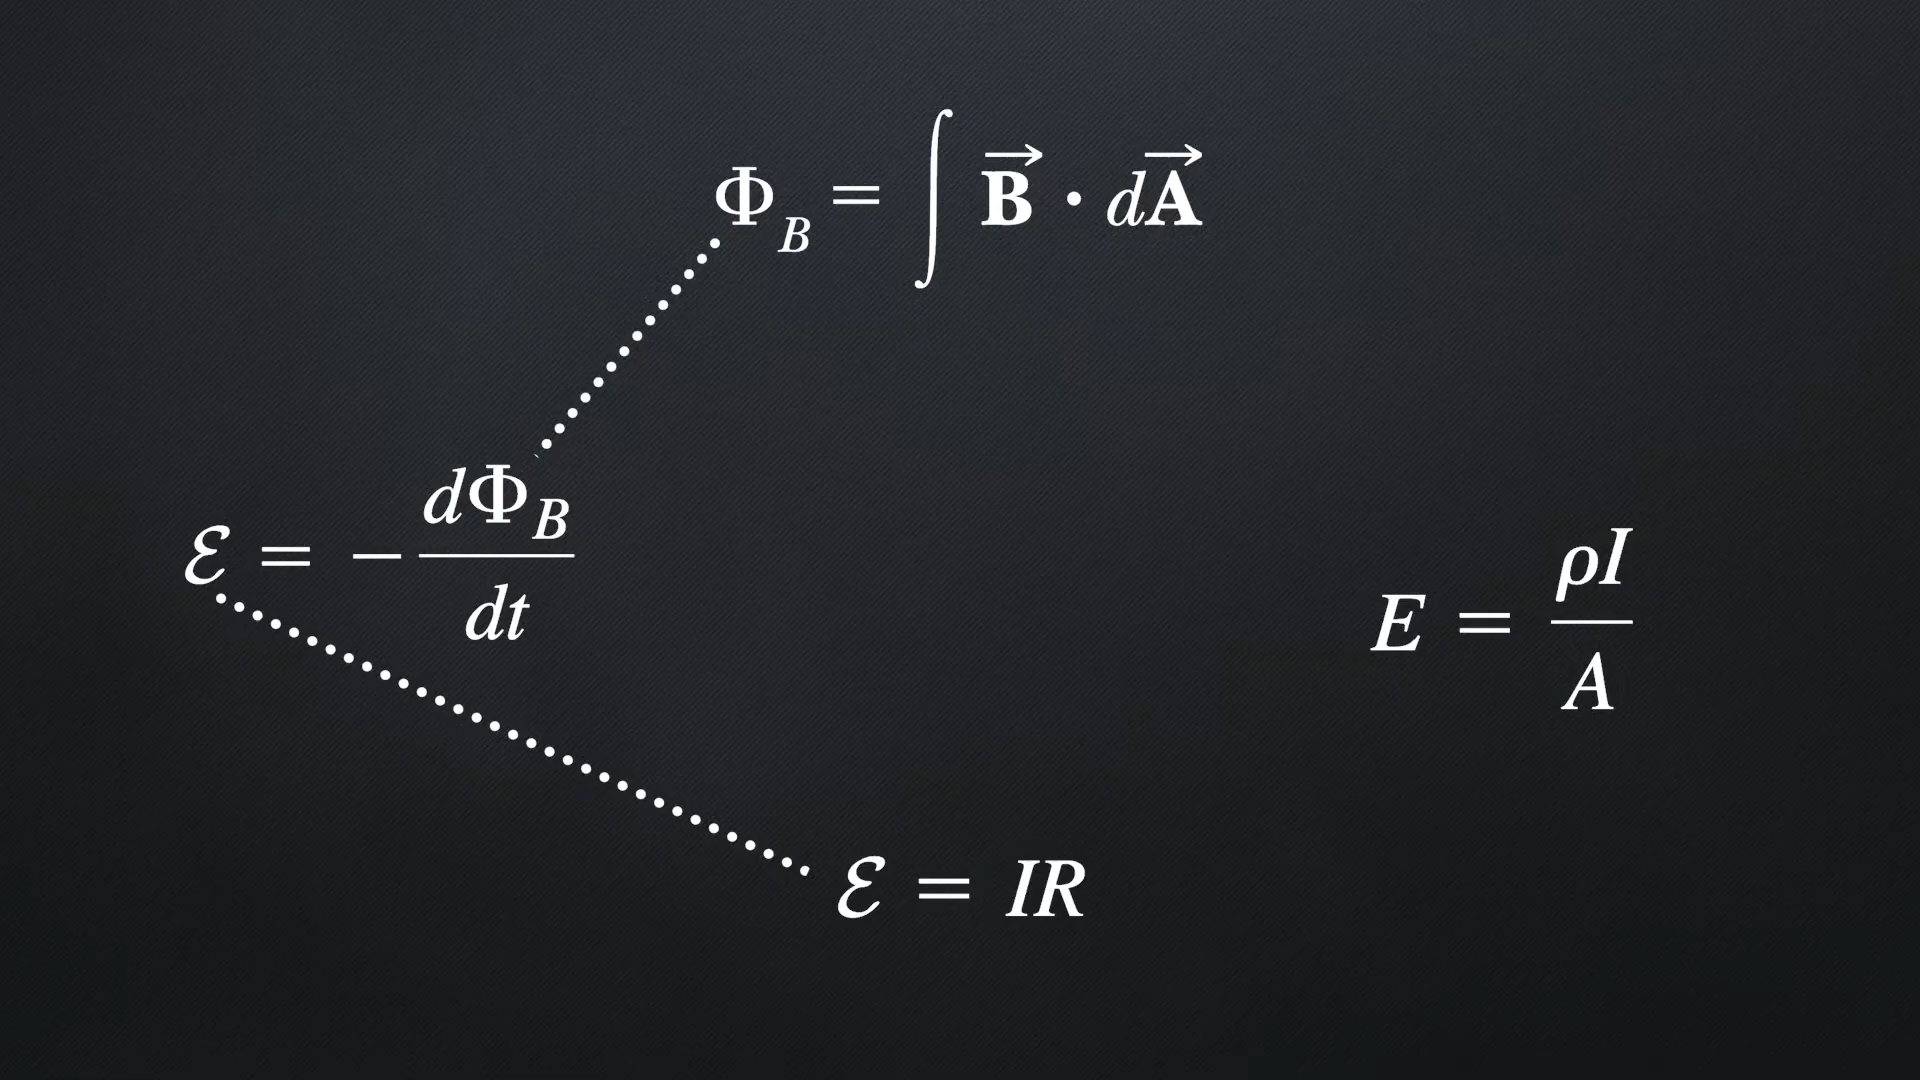 Φ_B = ∫ B⃗ · dA⃗
ℰ = − dΦ_B / dt
E = ρI / A
ℰ = IR